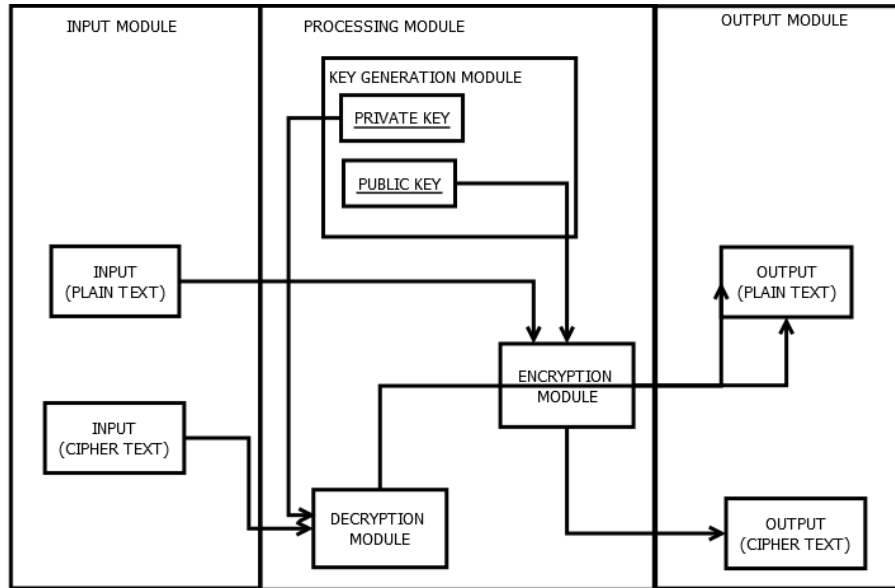 INPUT MODULE
PROCESSING MODULE
OUTPUT MODULE
KEY GENERATION MODULE
PRIVATE KEY
PUBLIC KEY
INPUT
(PLAIN TEXT)
OUTPUT
(PLAIN TEXT)
ENCRYPTION
MODULE
INPUT
(CIPHER TEXT)
DECRYPTION
MODULE
OUTPUT
(CIPHER TEXT)